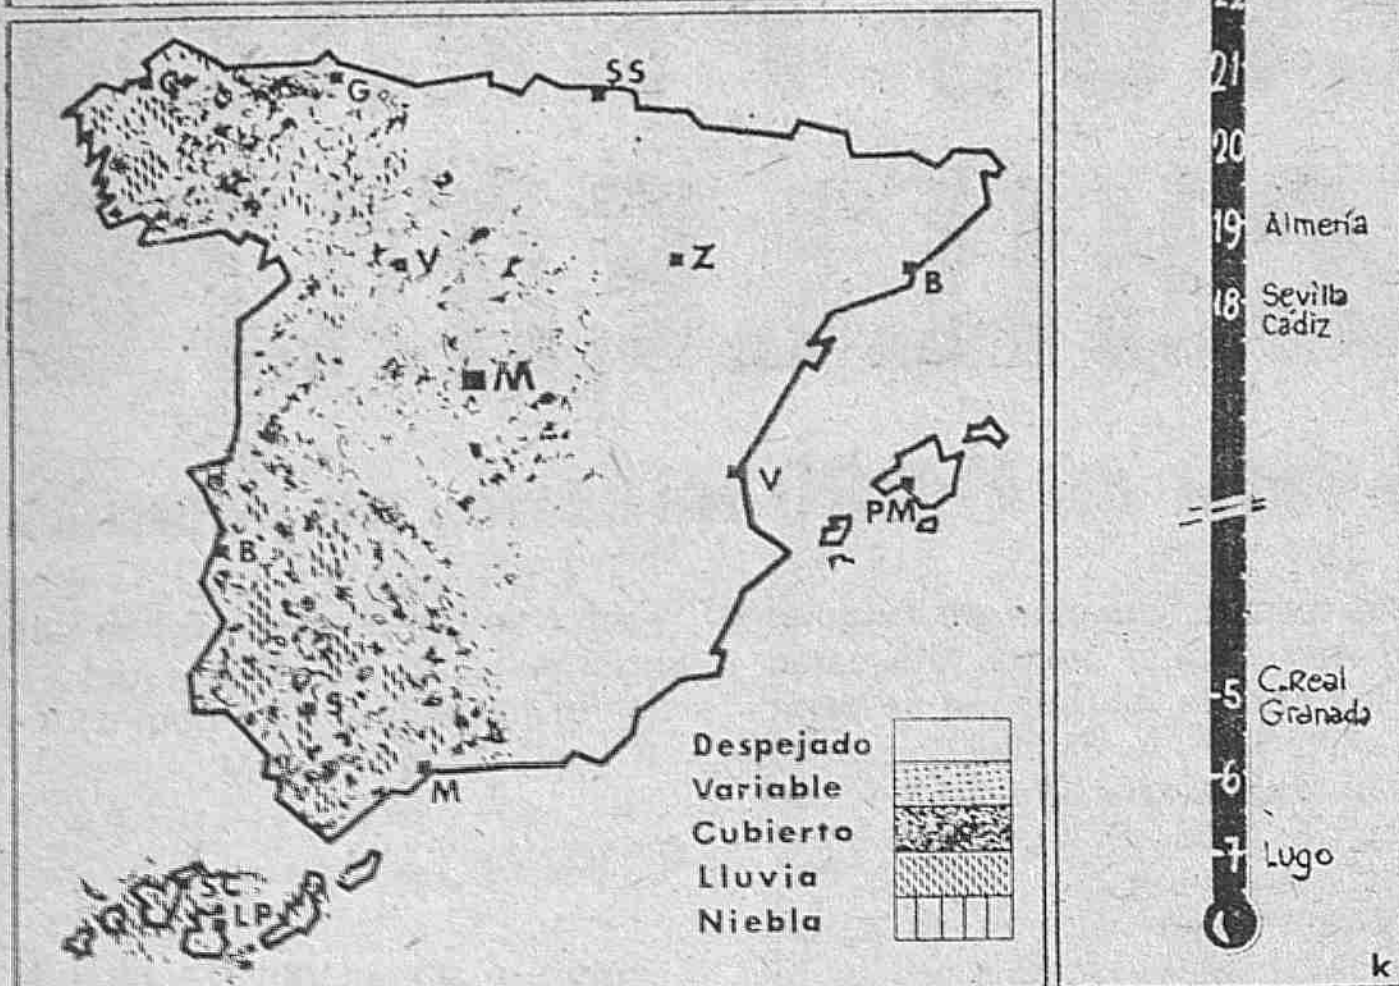 SS
C
G
V
Z
B
M
V
PM
B
S
M
SC
LP
Despejado
Variable
Cubierto
Lluvia
Niebla
22
21
20
19 Almería
18 Sevilla
Cádiz
-5 C.Real
Granada
-6
-7 Lugo
k